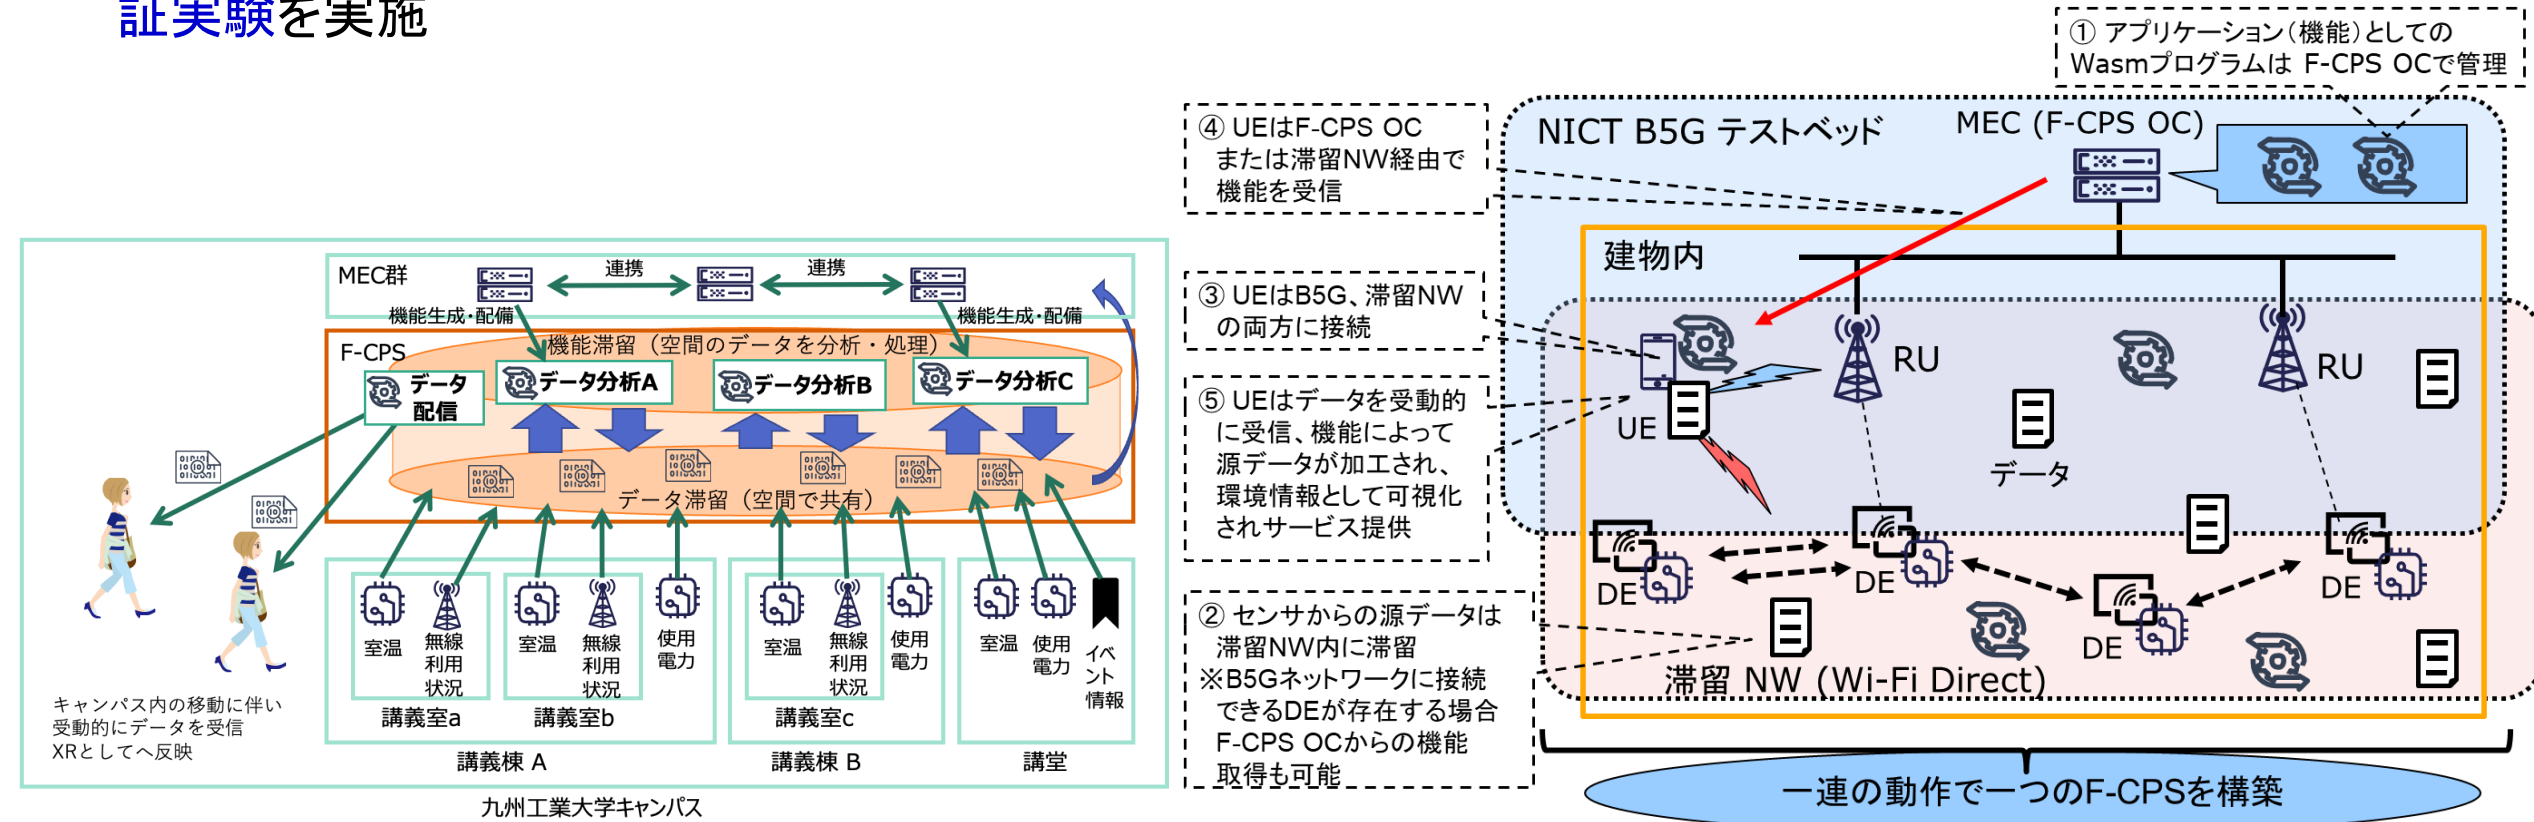 証実験を実施
MEC群
連携
連携
機能生成・配備
機能生成・配備
F-CPS
機能滞留（空間のデータを分析・処理）
データ
配信
データ分析A
データ分析B
データ分析C
データ滞留（空間で共有）
室温
無線
利用
状況
講義室a
室温
無線
利用
状況
講義室b
使用
電力
講義棟 A
室温
無線
利用
状況
講義室c
使用
電力
講義棟 B
室温
使用
電力
イベ
ント
情報
講堂
キャンパス内の移動に伴い
受動的にデータを受信
XRとしてへ反映
九州工業大学キャンパス
① アプリケーション（機能）としての
Wasmプログラムは F-CPS OCで管理
④ UEはF-CPS OC
または滞留NW経由で
機能を受信
③ UEはB5G、滞留NW
の両方に接続
⑤ UEはデータを受動的
に受信、機能によって
源データが加工され、
環境情報として可視化
されサービス提供
② センサからの源データは
滞留NW内に滞留
※B5Gネットワークに接続
できるDEが存在する場合
F-CPS OCからの機能
取得も可能
NICT B5G テストベッド
MEC (F-CPS OC)
建物内
UE
RU
RU
データ
DE
DE
DE
DE
滞留 NW (Wi-Fi Direct)
一連の動作で一つのF-CPSを構築